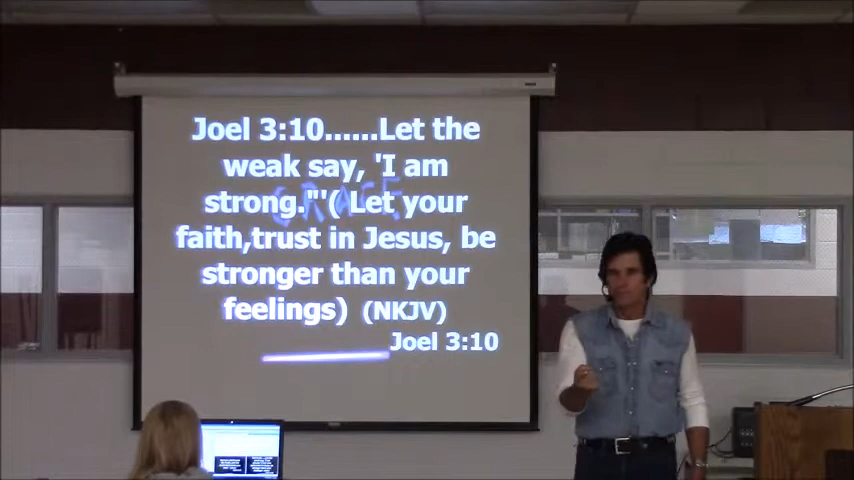 Joel 3:10......Let the
weak say, 'I am
strong."'( Let your
faith,trust in Jesus, be
stronger than your
feelings) (NKJV)
Joel 3:10
GRACE